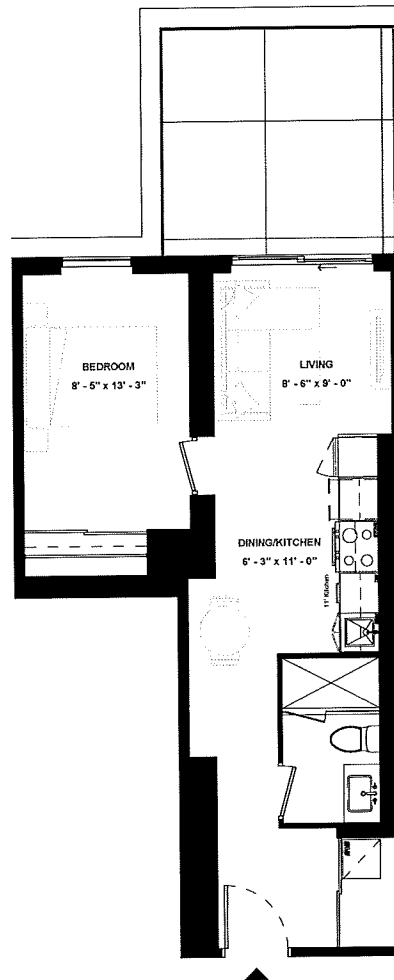 BEDROOM
8' - 5" x 13' - 3"
LIVING
8' - 6" x 9' - 0"
DINING/KITCHEN
6' - 3" x 11' - 0"
11' Kitchen